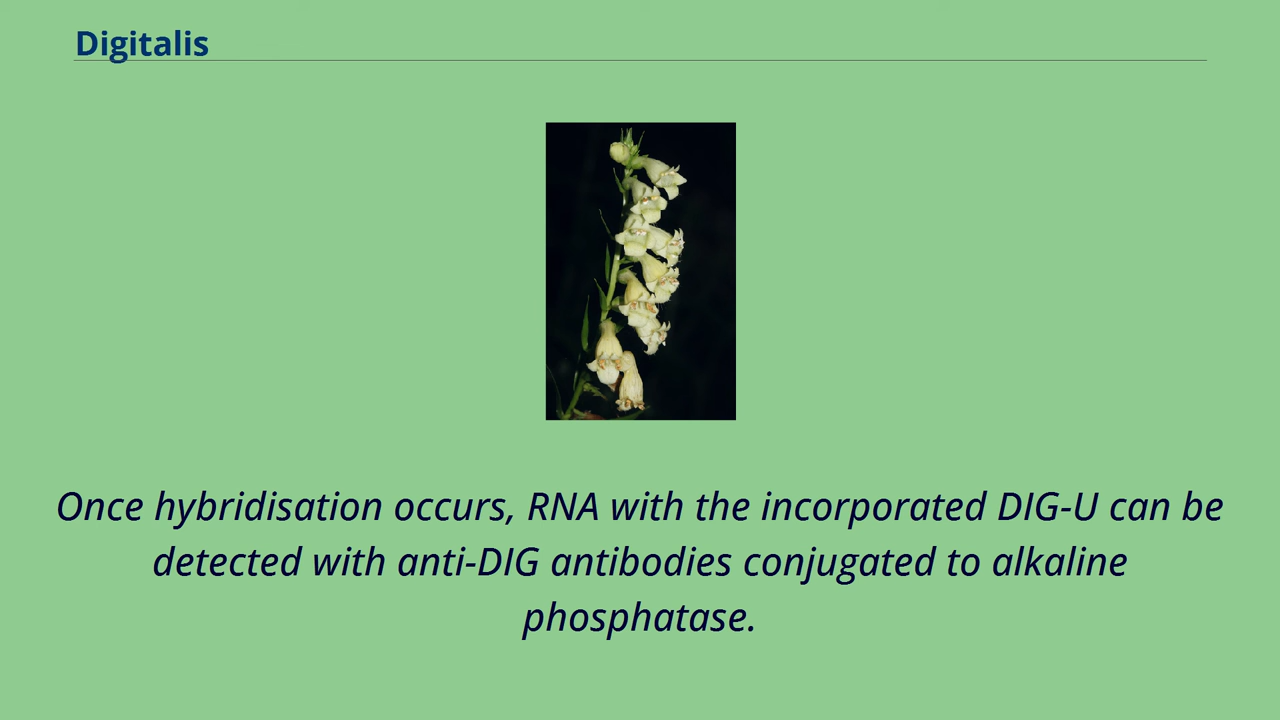 Digitalis
Once hybridisation occurs, RNA with the incorporated DIG-U can be
detected with anti-DIG antibodies conjugated to alkaline
phosphatase.